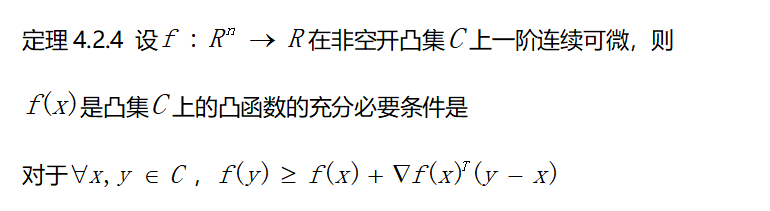 定理 4.2.4 设 f : Rⁿ → R 在非空开凸集 C 上一阶连续可微，则
f(x) 是凸集 C 上的凸函数的充分必要条件是
对于 ∀x, y ∈ C , f(y) ≥ f(x) + ∇f(x)ᵀ(y − x)